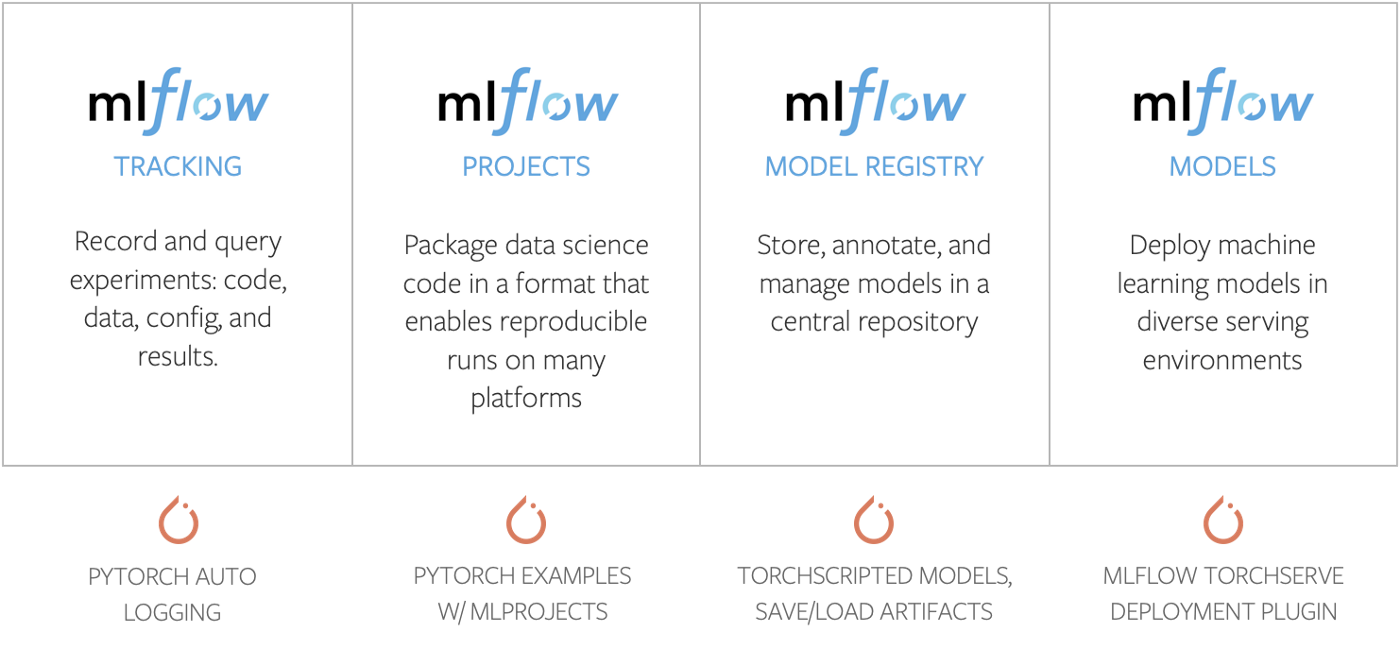 mlflow
TRACKING
Record and query
experiments: code,
data, config, and
results.
PYTORCH AUTO
LOGGING
mlflow
PROJECTS
Package data science
code in a format that
enables reproducible
runs on many
platforms
PYTORCH EXAMPLES
W/ MLPROJECTS
mlflow
MODEL REGISTRY
Store, annotate, and
manage models in a
central repository
TORCHSCRIPTED MODELS,
SAVE/LOAD ARTIFACTS
mlflow
MODELS
Deploy machine
learning models in
diverse serving
environments
MLFLOW TORCHSERVE
DEPLOYMENT PLUGIN